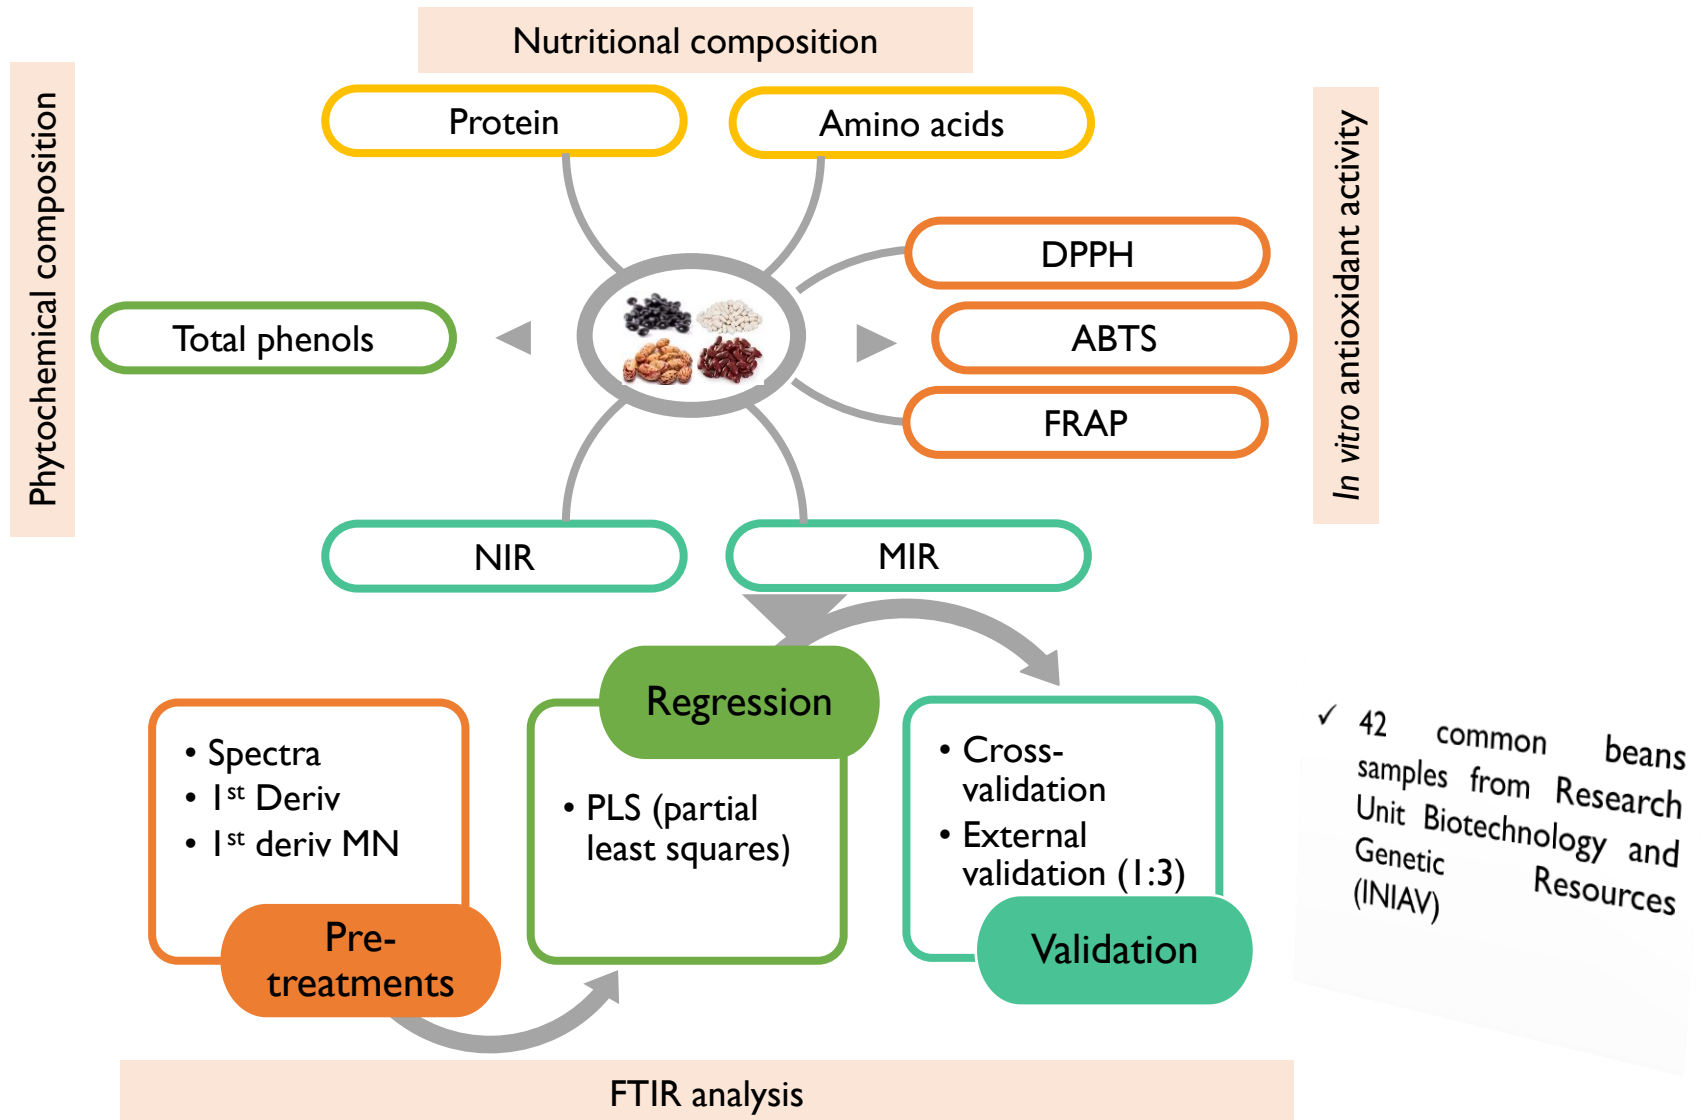 Nutritional composition
Phytochemical composition
Protein
Amino acids
In vitro antioxidant activity
DPPH
Total phenols
ABTS
FRAP
NIR
MIR
Regression
• Spectra
• 1st Deriv
• 1st deriv MN
Pre-
treatments
• PLS (partial
least squares)
• Cross-
validation
• External
validation (1:3)
Validation
✓ 42 common beans
samples from Research
Unit Biotechnology and
Genetic Resources
(INIAV)
FTIR analysis